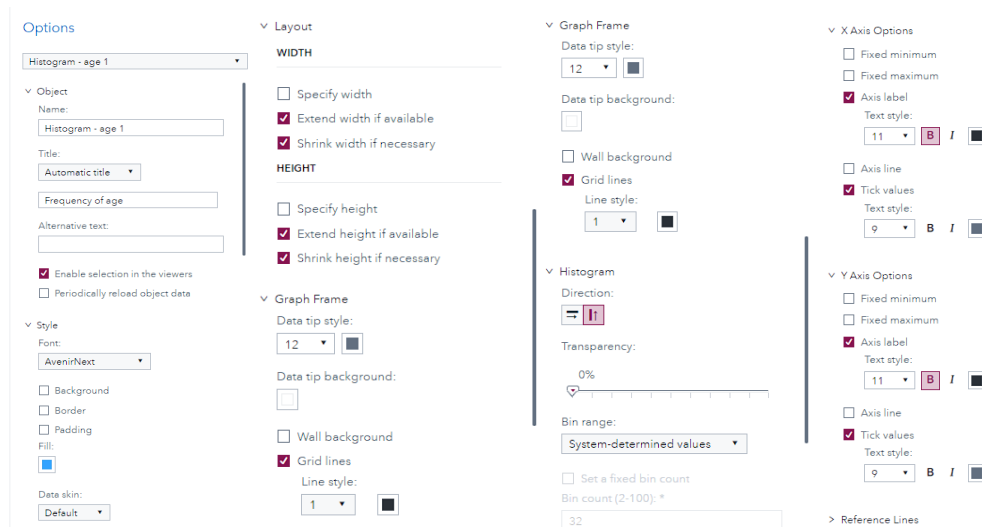 Options
Histogram - age 1
Object
Name:
Histogram - age 1
Title:
Automatic title
Frequency of age
Alternative text:
Enable selection in the viewers
Periodically reload object data
Style
Font:
AvenirNext
Background
Border
Padding
Fill:
Data skin:
Default
Layout
WIDTH
Specify width
Extend width if available
Shrink width if necessary
HEIGHT
Specify height
Extend height if available
Shrink height if necessary
Graph Frame
Data tip style:
12
Data tip background:
Wall background
Grid lines
Line style:
1
Graph Frame
Data tip style:
12
Data tip background:
Wall background
Grid lines
Line style:
1
Histogram
Direction:
Transparency:
0%
Bin range:
System-determined values
Set a fixed bin count
Bin count (2-100): *
32
X Axis Options
Fixed minimum
Fixed maximum
Axis label
Text style:
11 B I
Axis line
Tick values
Text style:
9 B I
Y Axis Options
Fixed minimum
Fixed maximum
Axis label
Text style:
11 B I
Axis line
Tick values
Text style:
9 B I
Reference Lines